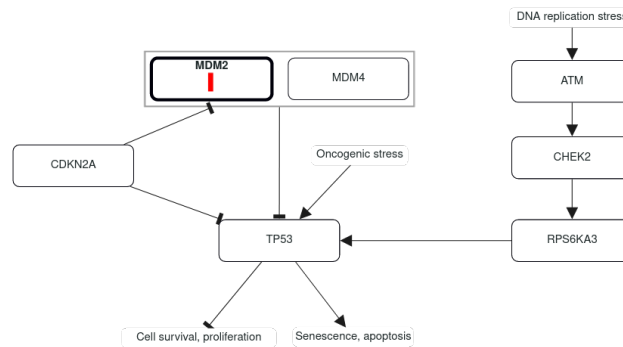 DNA replication stress
MDM2
MDM4
ATM
Oncogenic stress
CHEK2
CDKN2A
TP53
RPS6KA3
Cell survival, proliferation
Senescence, apoptosis